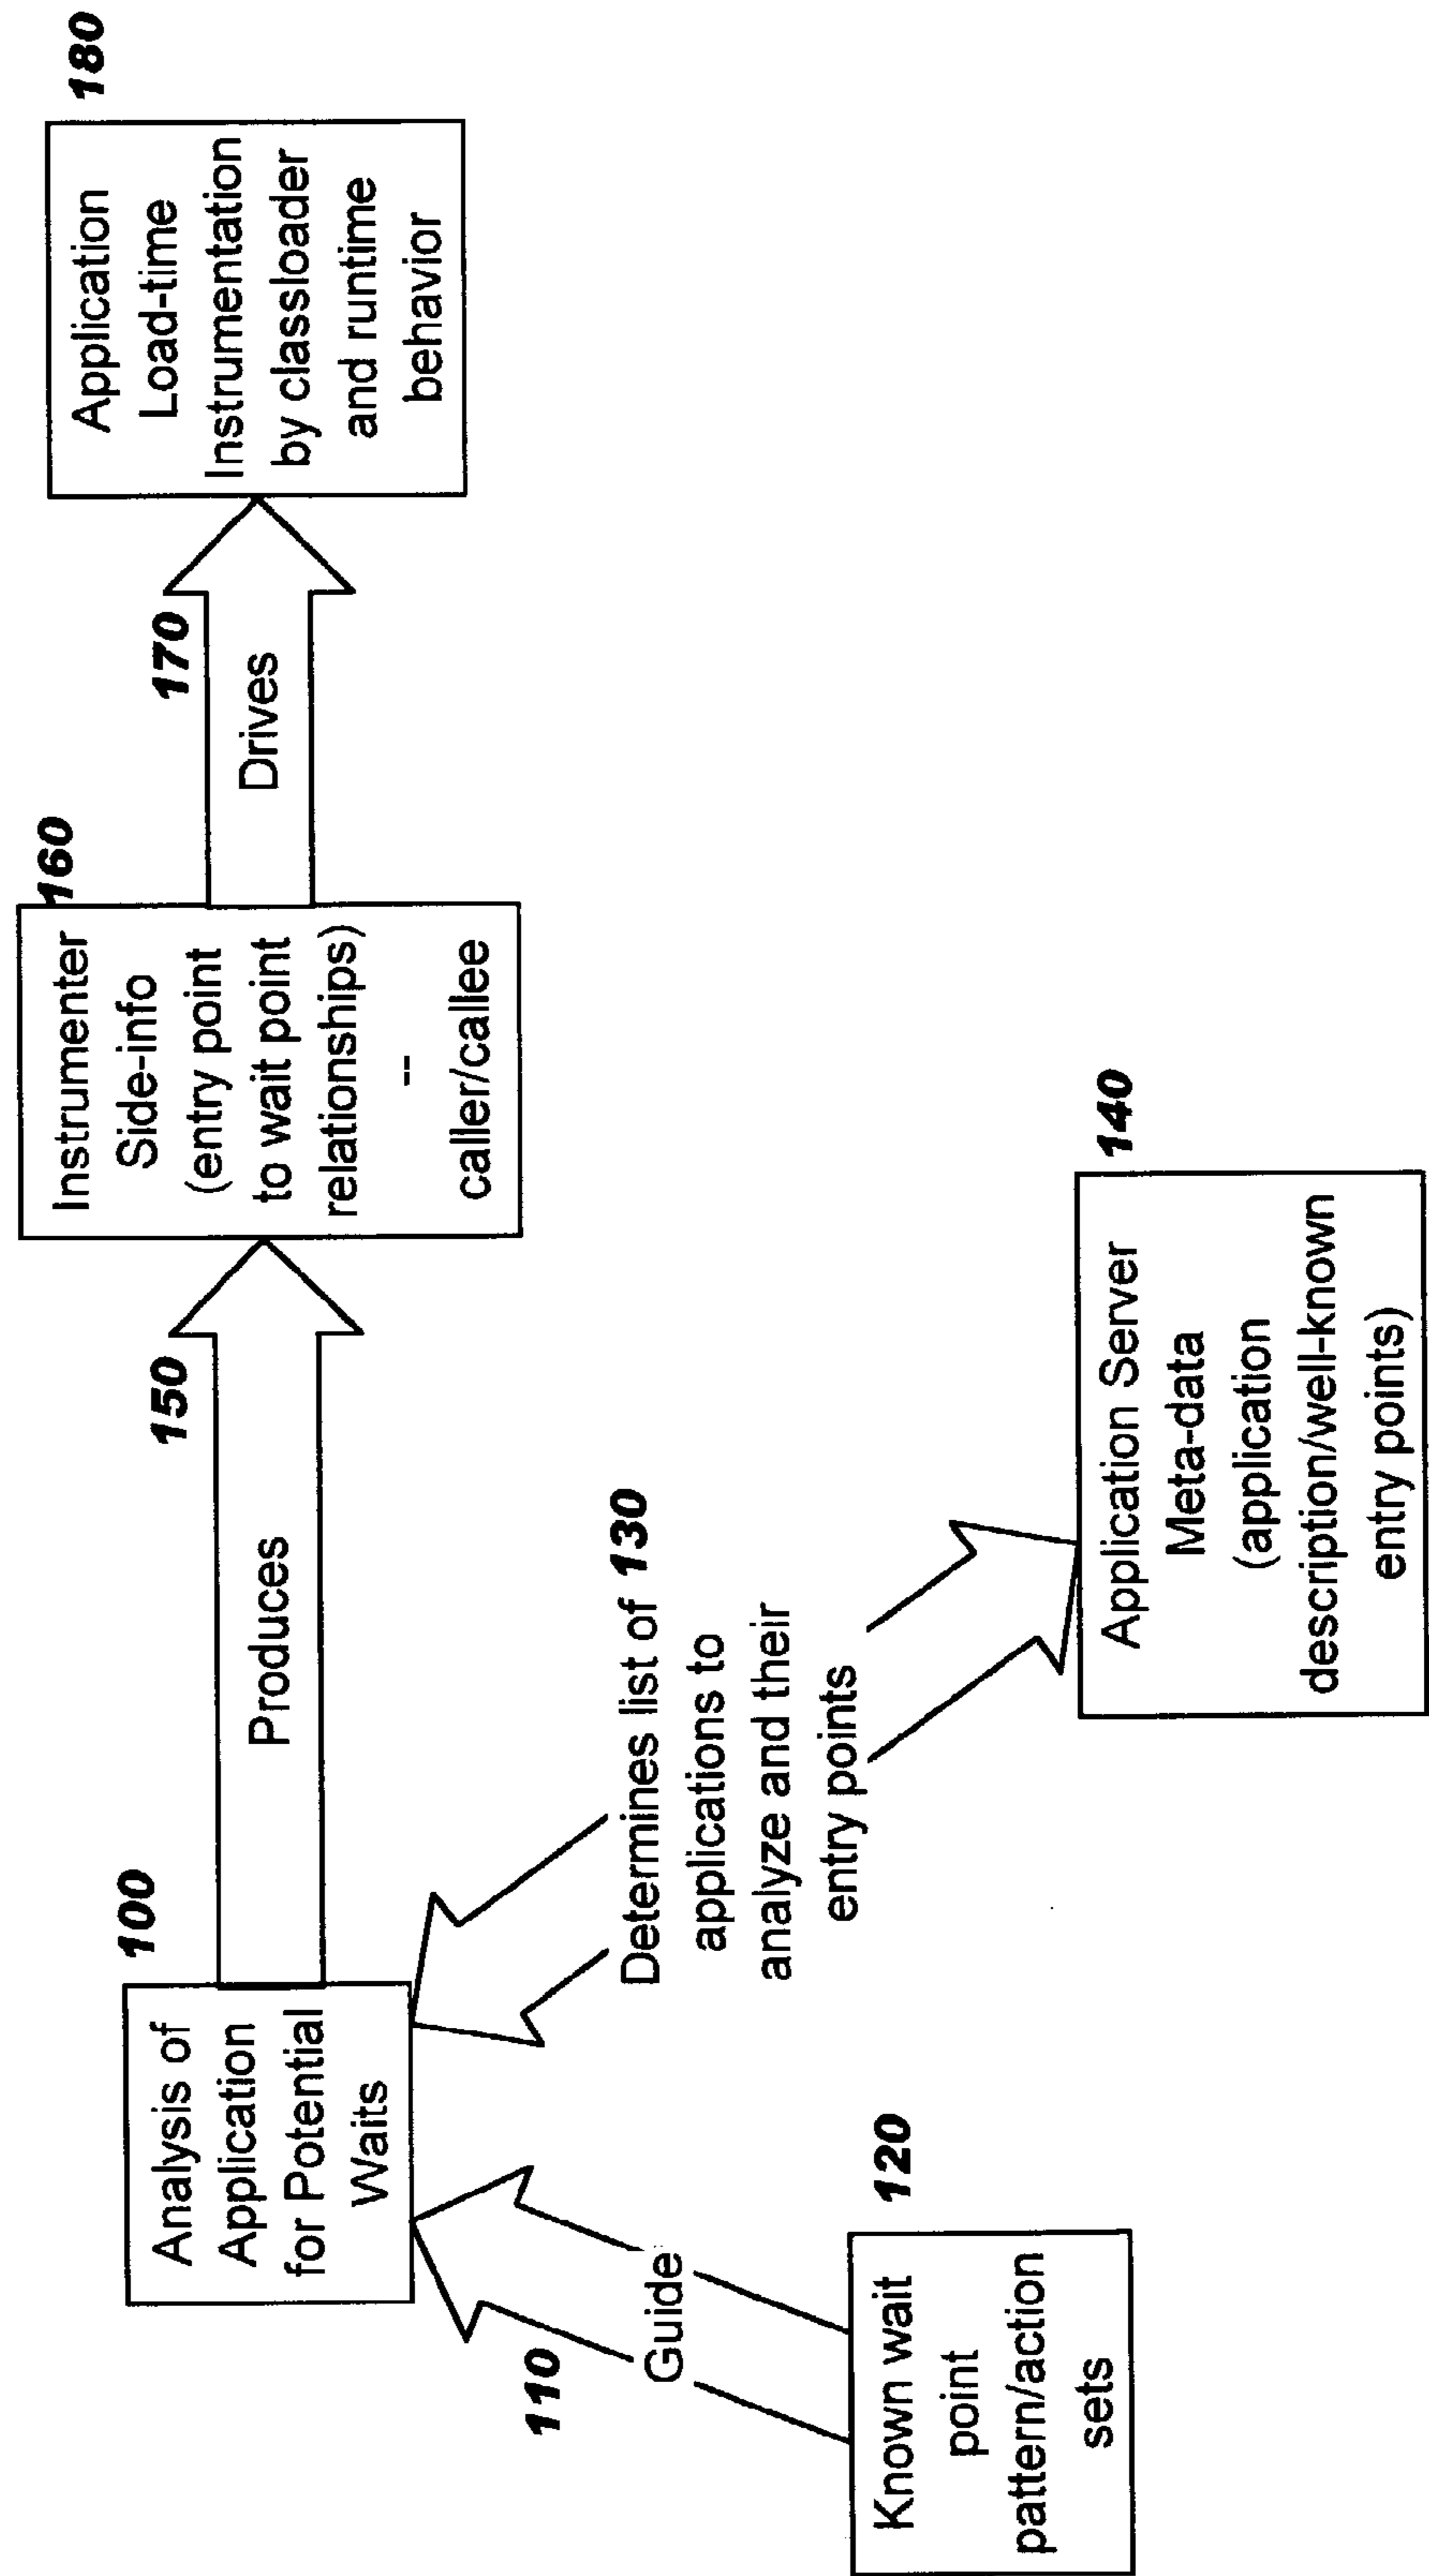 100
Analysis of
Application
for Potential
Waits
150
Produces
160
Instrumenter
Side-info
(entry point
to wait point
relationships)
--
caller/callee
170
Drives
180
Application
Load-time
Instrumentation
by classloader
and runtime
behavior
110
Guide
Determines list of 130
applications to
analyze and their
entry points
120
Known wait
point
pattern/action
sets
140
Application Server
Meta-data
(application
description/well-known
entry points)